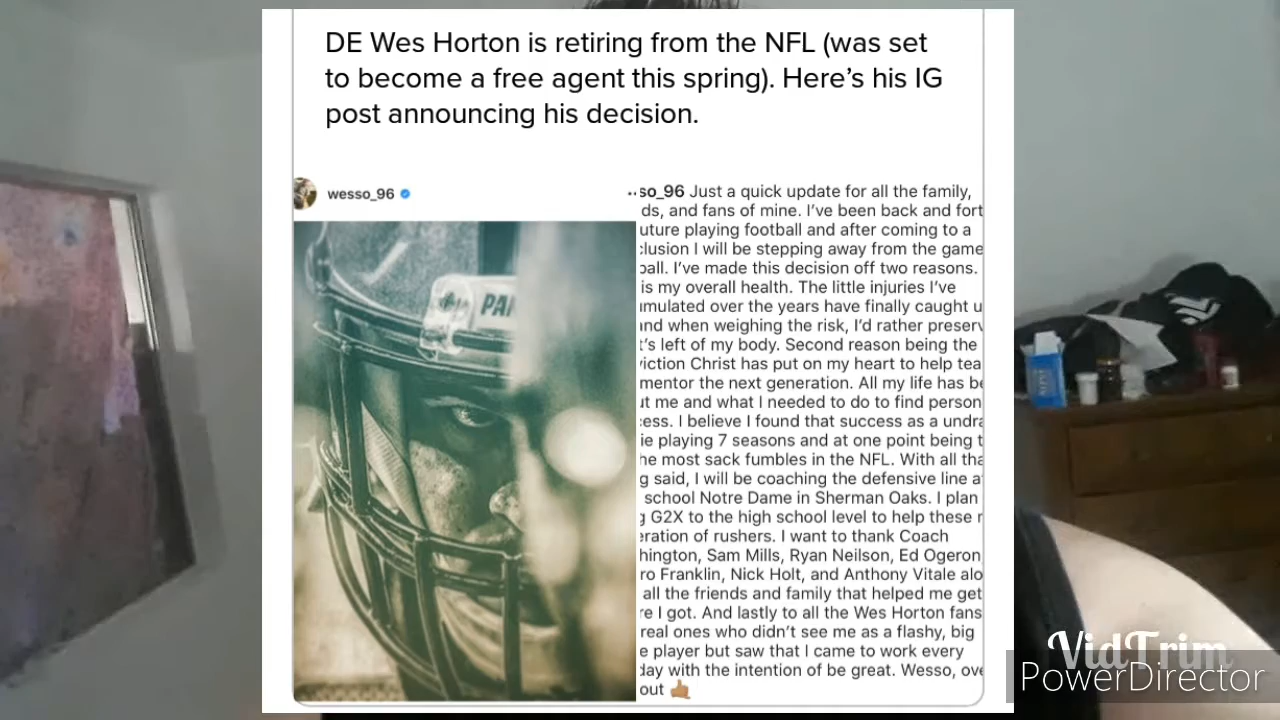 DE Wes Horton is retiring from the NFL (was set
to become a free agent this spring). Here's his IG
post announcing his decision.
wesso_96
PAN
so_96 Just a quick update for all the family,
ds, and fans of mine. I've been back and fort
uture playing football and after coming to a
clusion I will be stepping away from the game
ball. I've made this decision off two reasons.
is my overall health. The little injuries I've
mulated over the years have finally caught u
and when weighing the risk, I'd rather preserv
t's left of my body. Second reason being the
viction Christ has put on my heart to help tea
mentor the next generation. All my life has be
ut me and what I needed to do to find person
cess. I believe I found that success as a undra
ie playing 7 seasons and at one point being t
he most sack fumbles in the NFL. With all tha
g said, I will be coaching the defensive line a
school Notre Dame in Sherman Oaks. I plan
g G2X to the high school level to help these n
eration of rushers. I want to thank Coach
hington, Sam Mills, Ryan Neilson, Ed Ogeron
ro Franklin, Nick Holt, and Anthony Vitale alo
all the friends and family that helped me get
re I got. And lastly to all the Wes Horton fans
real ones who didn't see me as a flashy, big
e player but saw that I came to work every
day with the intention of be great. Wesso, ove
out 🤙🏽
VidTrim
PowerDirector